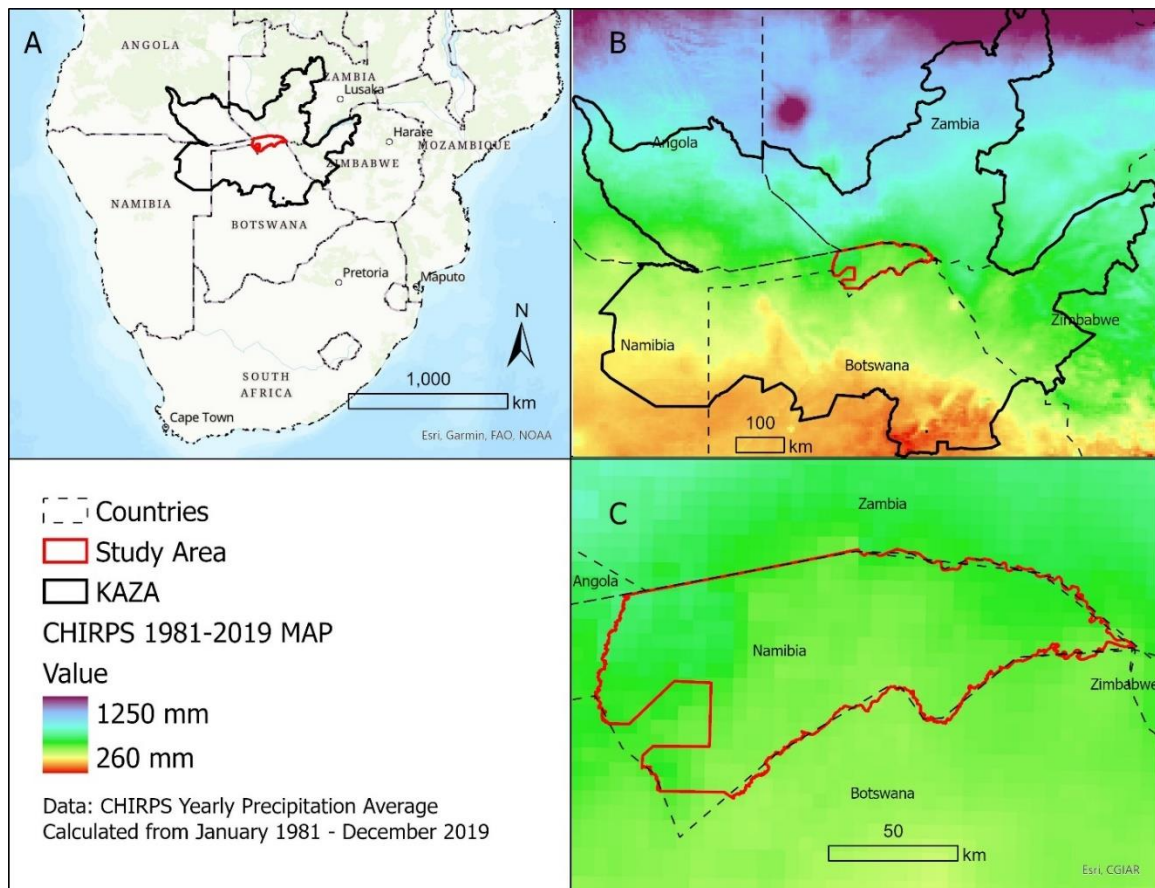 A
ANGOLA
ZAMBIA
Lusaka
Harare
MOZAMBIQUE
ZIMBABWE
NAMIBIA
BOTSWANA
Pretoria
Maputo
N
SOUTH
AFRICA
1,000
km
Cape Town
Esri, Garmin, FAO, NOAA
B
Angola
Zambia
Zimbabwe
Namibia
Botswana
100
km
Countries
Study Area
KAZA
CHIRPS 1981-2019 MAP
Value
1250 mm
260 mm
Data: CHIRPS Yearly Precipitation Average
Calculated from January 1981 - December 2019
C
Zambia
Angola
Namibia
Zimbabwe
Botswana
50
km
Esri, CGIAR